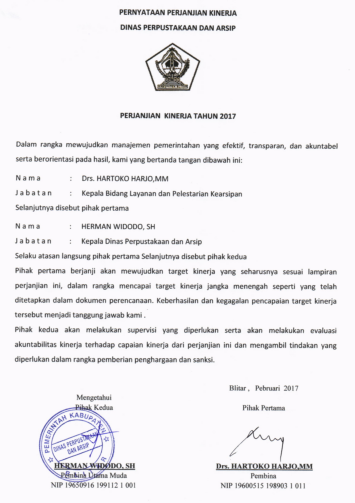 PERNYATAAN PERJANJIAN KINERJA
DINAS PERPUSTAKAAN DAN ARSIP
PERJANJIAN KINERJA TAHUN 2017
Dalam rangka mewujudkan manajemen pemerintahan yang efektif, transparan, dan akuntabel
serta berorientasi pada hasil, kami yang bertanda tangan dibawah ini:
N a m a : Drs. HARTOKO HARJO,MM
J a b a t a n : Kepala Bidang Layanan dan Pelestarian Kearsipan
Selanjutnya disebut pihak pertama
N a m a : HERMAN WIDODO, SH
J a b a t a n : Kepala Dinas Perpustakaan dan Arsip
Selaku atasan langsung pihak pertama Selanjutnya disebut pihak kedua
Pihak pertama berjanji akan mewujudkan target kinerja yang seharusnya sesuai lampiran
perjanjian ini, dalam rangka mencapai target kinerja jangka menengah seperti yang telah
ditetapkan dalam dokumen perencanaan. Keberhasilan dan kegagalan pencapaian target kinerja
tersebut menjadi tanggung jawab kami .
Pihak kedua akan melakukan supervisi yang diperlukan serta akan melakukan evaluasi
akuntabilitas kinerja terhadap capaian kinerja dari perjanjian ini dan mengambil tindakan yang
diperlukan dalam rangka pemberian penghargaan dan sanksi.
Blitar , Pebruari 2017
Mengetahui
Pihak Kedua
Pihak Pertama
PEMERINTAH KABUPATEN
DINAS PERPUSTAKAAN
DAN ARSIP
HERMAN WIDODO, SH
Pembina Utama Muda
NIP 19650916 199112 1 001
Drs. HARTOKO HARJO,MM
Pembina
NIP 19600515 198903 1 011